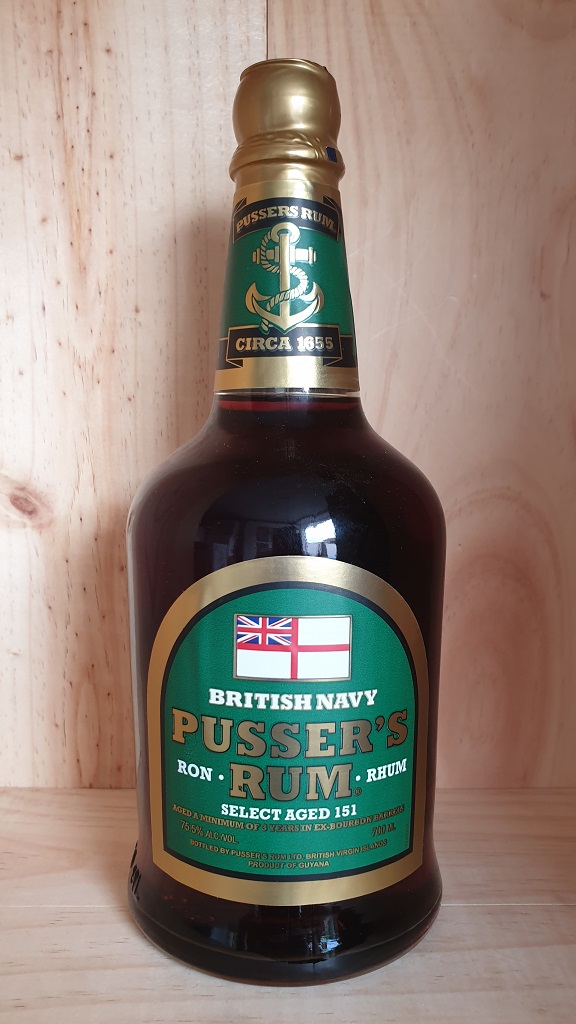 PUSSERS RUM
CIRCA 1655
BRITISH NAVY
PUSSER'S
RON · RUM® · RHUM
SELECT AGED 151
AGED A MINIMUM OF 3 YEARS IN EX-BOURBON BARRELS
75.5% ALC/VOL 700 ML
BOTTLED BY PUSSER'S RUM LTD. BRITISH VIRGIN ISLANDS
PRODUCT OF GUYANA